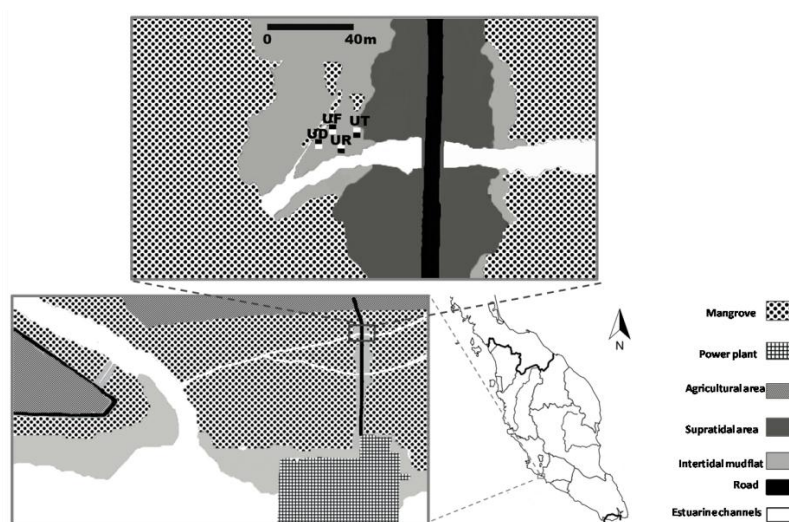 0 40m
UF UT
UD UR
N
Mangrove
Power plant
Agricultural area
Supratidal area
Intertidal mudflat
Road
Estuarine channels